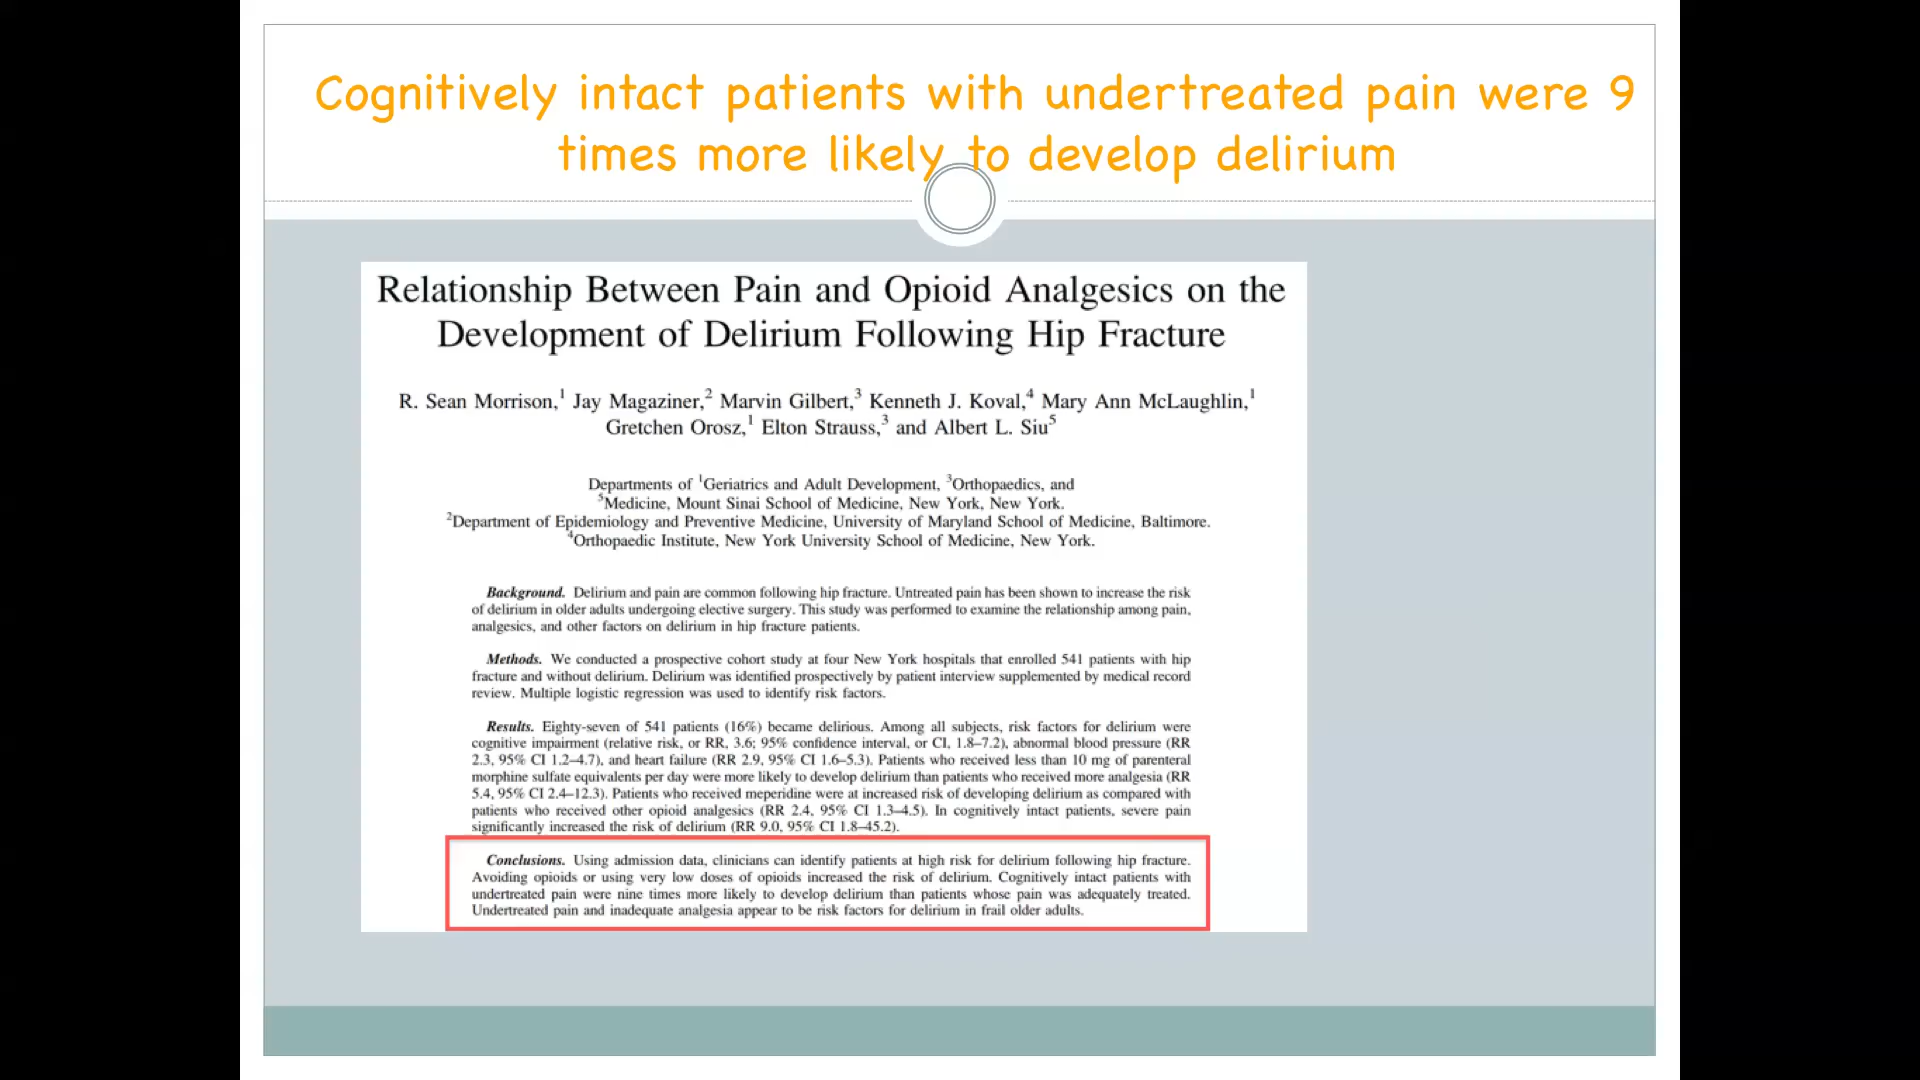 Cognitively intact patients with undertreated pain were 9
times more likely to develop delirium
Relationship Between Pain and Opioid Analgesics on the
Development of Delirium Following Hip Fracture
R. Sean Morrison,1 Jay Magaziner,2 Marvin Gilbert,3 Kenneth J. Koval,4 Mary Ann McLaughlin,1
Gretchen Orosz,1 Elton Strauss,3 and Albert L. Siu5
Departments of 1Geriatrics and Adult Development, 3Orthopaedics, and
5Medicine, Mount Sinai School of Medicine, New York, New York.
2Department of Epidemiology and Preventive Medicine, University of Maryland School of Medicine, Baltimore.
4Orthopaedic Institute, New York University School of Medicine, New York.
Background. Delirium and pain are common following hip fracture. Untreated pain has been shown to increase the risk
of delirium in older adults undergoing elective surgery. This study was performed to examine the relationship among pain,
analgesics, and other factors on delirium in hip fracture patients.
Methods. We conducted a prospective cohort study at four New York hospitals that enrolled 541 patients with hip
fracture and without delirium. Delirium was identified prospectively by patient interview supplemented by medical record
review. Multiple logistic regression was used to identify risk factors.
Results. Eighty-seven of 541 patients (16%) became delirious. Among all subjects, risk factors for delirium were
cognitive impairment (relative risk, or RR, 3.6; 95% confidence interval, or CI, 1.8–7.2), abnormal blood pressure (RR
2.3, 95% CI 1.2–4.7), and heart failure (RR 2.9, 95% CI 1.6–5.3). Patients who received less than 10 mg of parenteral
morphine sulfate equivalents per day were more likely to develop delirium than patients who received more analgesia (RR
5.4, 95% CI 2.4–12.3). Patients who received meperidine were at increased risk of developing delirium as compared with
patients who received other opioid analgesics (RR 2.4, 95% CI 1.3–4.5). In cognitively intact patients, severe pain
significantly increased the risk of delirium (RR 9.0, 95% CI 1.8–45.2).
Conclusions. Using admission data, clinicians can identify patients at high risk for delirium following hip fracture.
Avoiding opioids or using very low doses of opioids increased the risk of delirium. Cognitively intact patients with
undertreated pain were nine times more likely to develop delirium than patients whose pain was adequately treated.
Undertreated pain and inadequate analgesia appear to be risk factors for delirium in frail older adults.